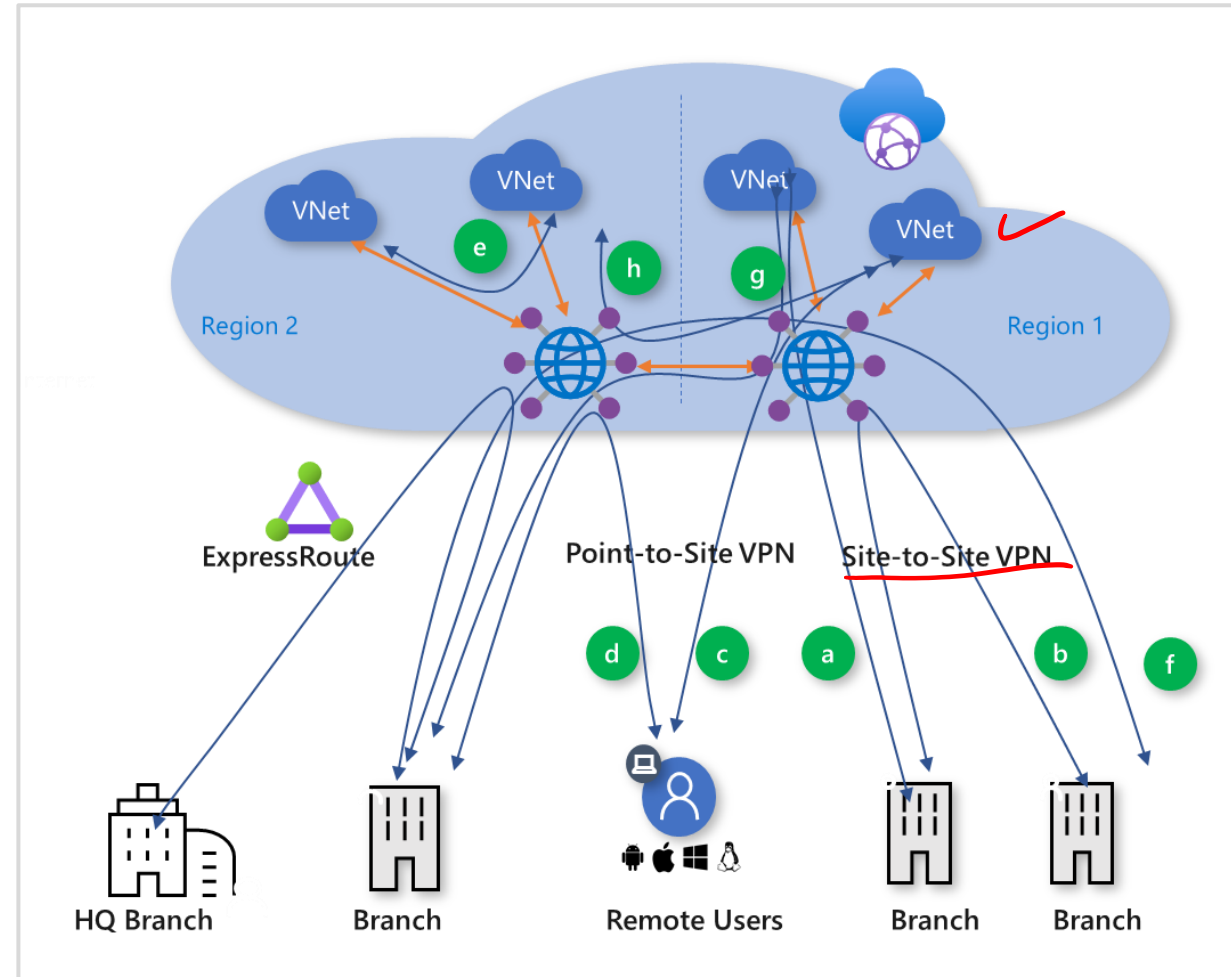 VNet
VNet
VNet
VNet
e
h
g
Region 2
Region 1
ExpressRoute
Point-to-Site VPN
Site-to-Site VPN
d
c
a
b
f
HQ Branch
Branch
Remote Users
Branch
Branch